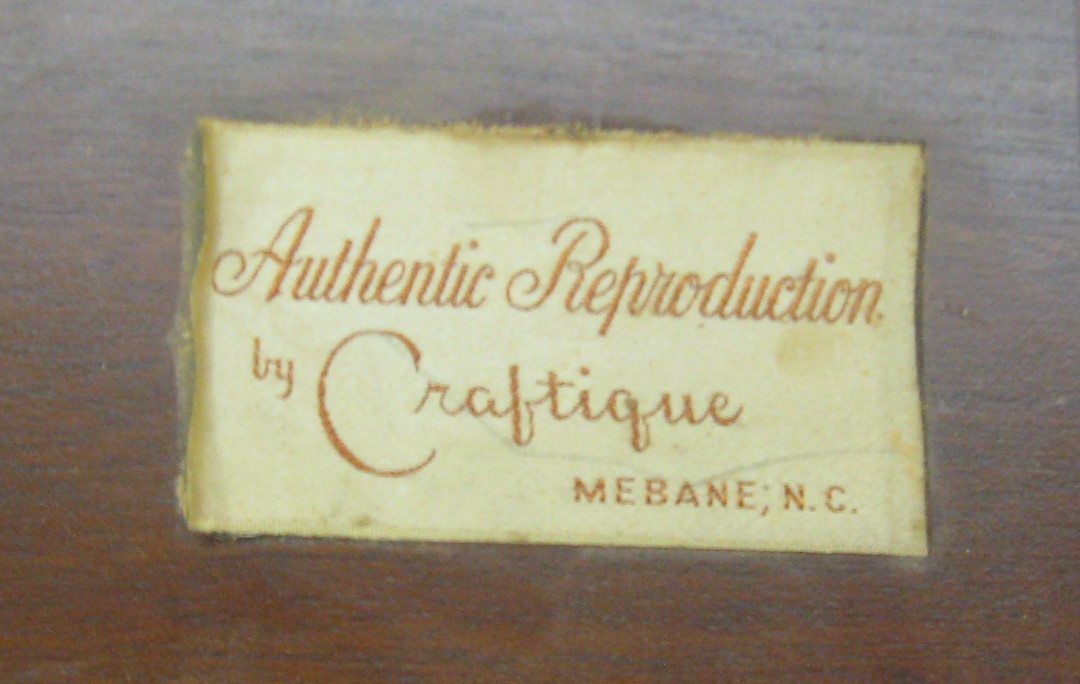 Authentic Reproduction.
by Craftique
MEBANE, N.C.